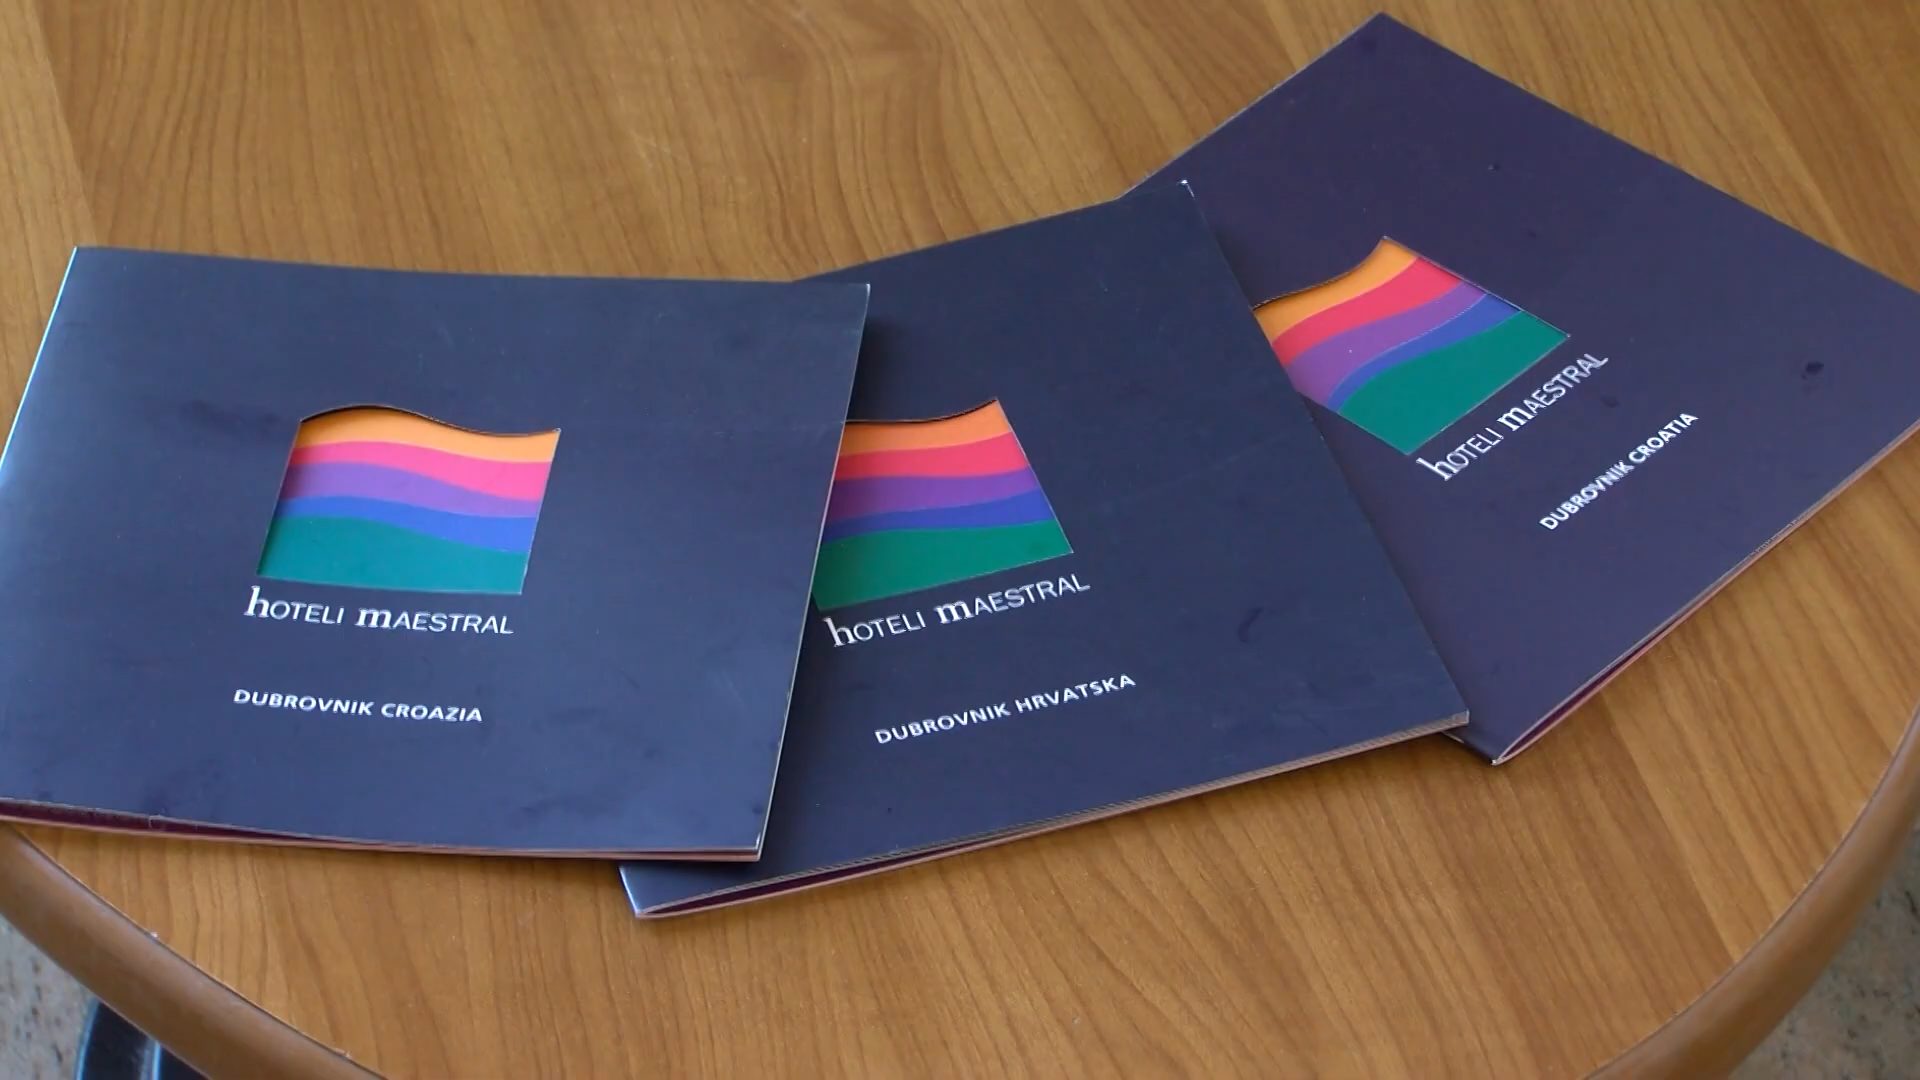 hOTELI mAESTRAL
DUBROVNIK CROAZIA
hOTELI mAESTRAL
DUBROVNIK HRVATSKA
hOTELI mAESTRAL
DUBROVNIK CROATIA